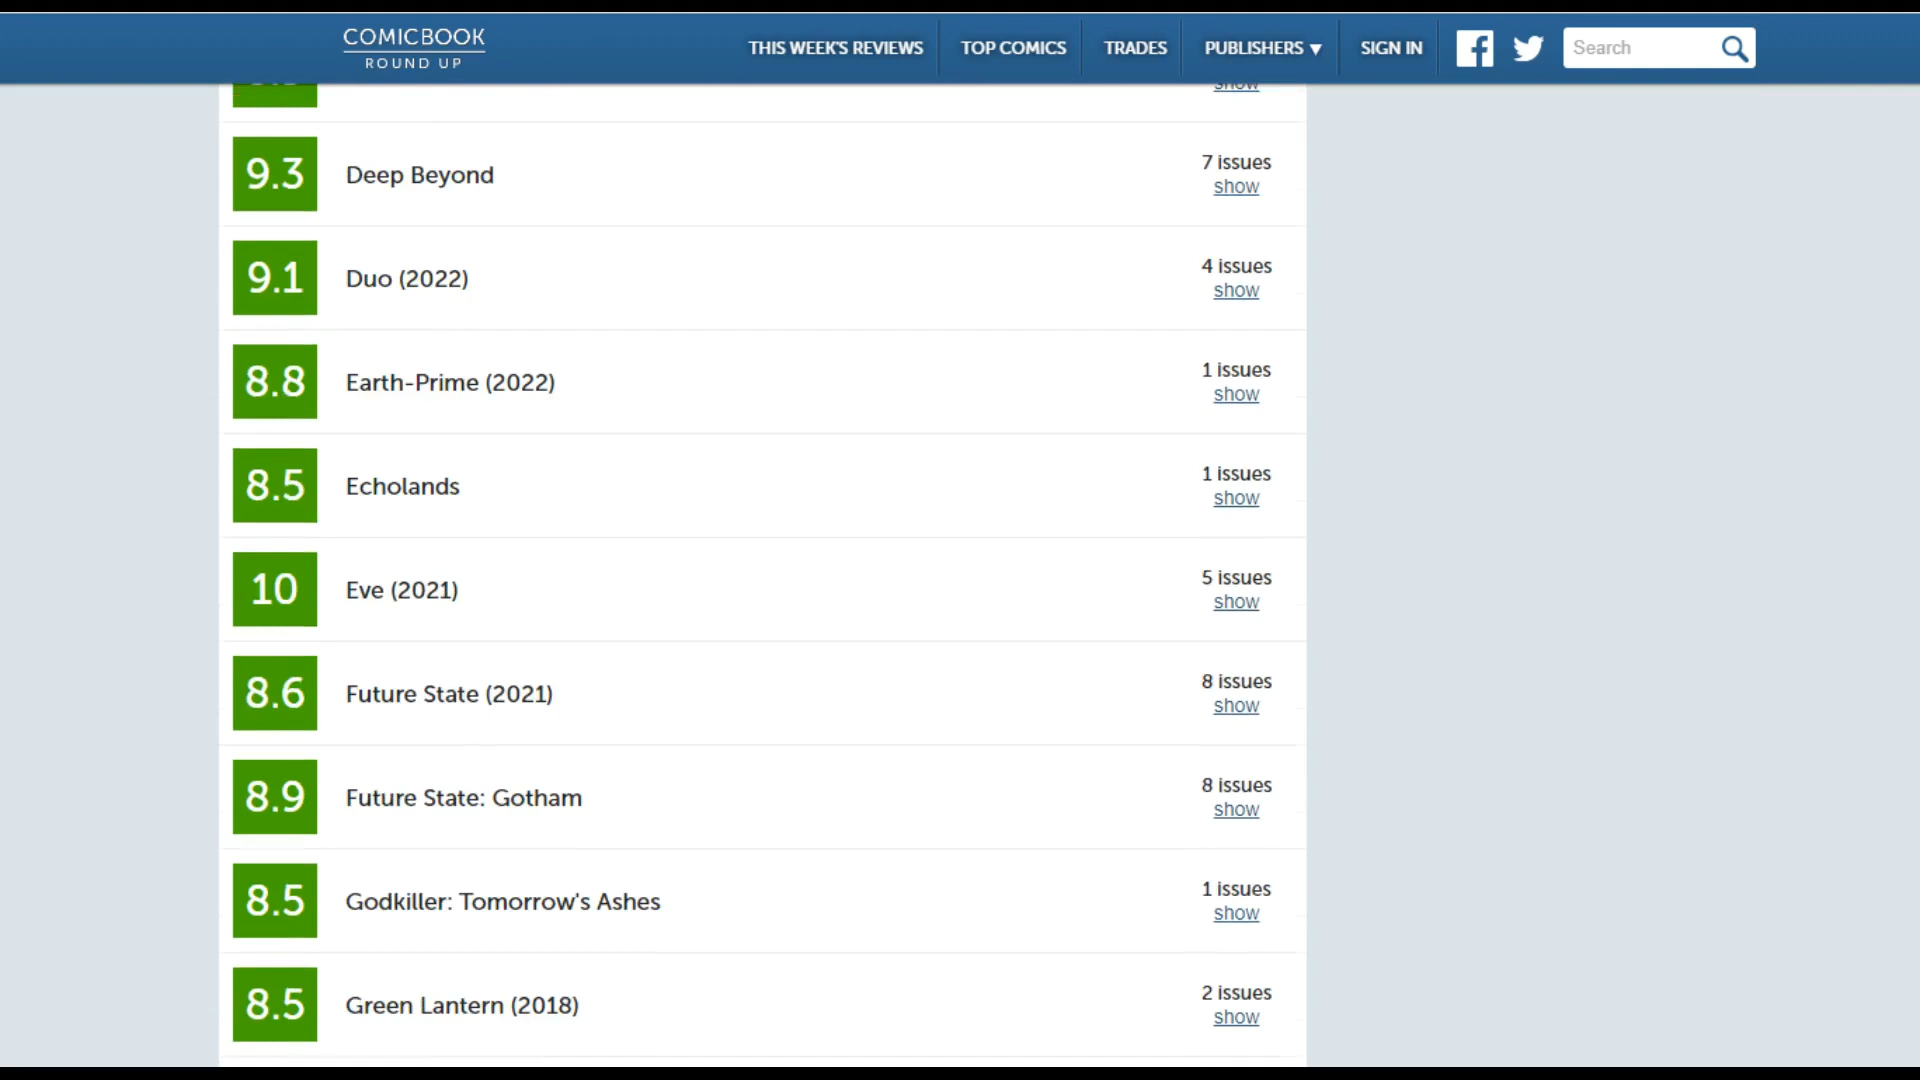 COMICBOOK
ROUND UP
THIS WEEK'S REVIEWS
TOP COMICS
TRADES
PUBLISHERS ▼
SIGN IN
Search
show
9.3
Deep Beyond
7 issues
show
9.1
Duo (2022)
4 issues
show
8.8
Earth-Prime (2022)
1 issues
show
8.5
Echolands
1 issues
show
10
Eve (2021)
5 issues
show
8.6
Future State (2021)
8 issues
show
8.9
Future State: Gotham
8 issues
show
8.5
Godkiller: Tomorrow's Ashes
1 issues
show
8.5
Green Lantern (2018)
2 issues
show